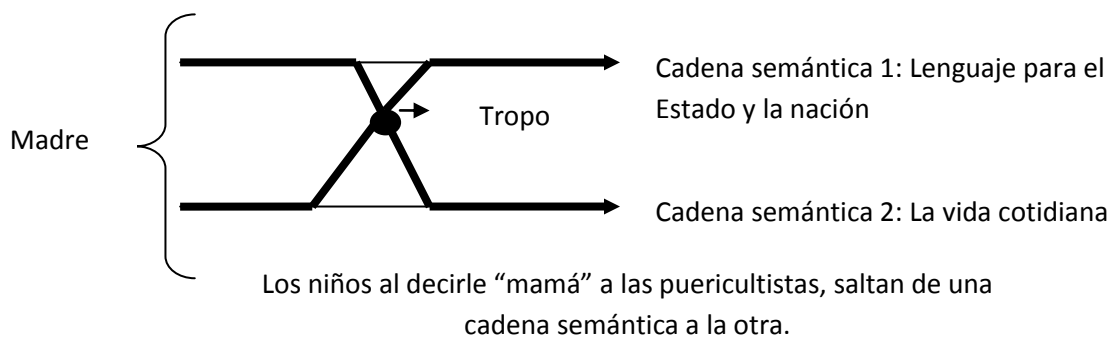 Cadena semántica 1: Lenguaje para el
Estado y la nación
Tropo
Madre
Cadena semántica 2: La vida cotidiana
Los niños al decirle “mamá” a las puericultistas, saltan de una
cadena semántica a la otra.